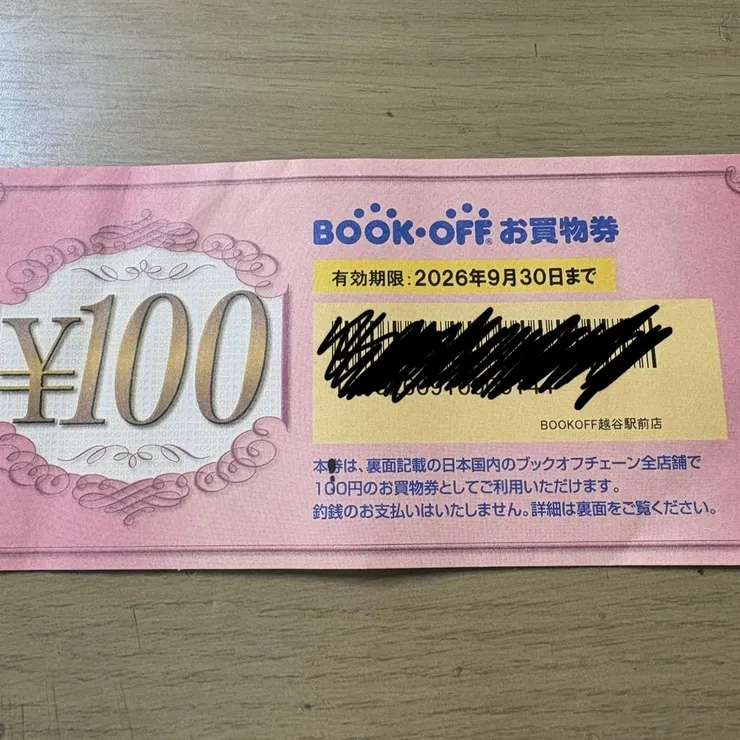 ¥100
BOOK・OFF® お買物券
有効期限:2026年9月30日まで
BOOKOFF越谷駅前店
本券は、裏面記載の日本国内のブックオフチェーン全店舗で
100円のお買物券としてご利用いただけます。
釣銭のお支払いはいたしません。詳細は裏面をご覧ください。